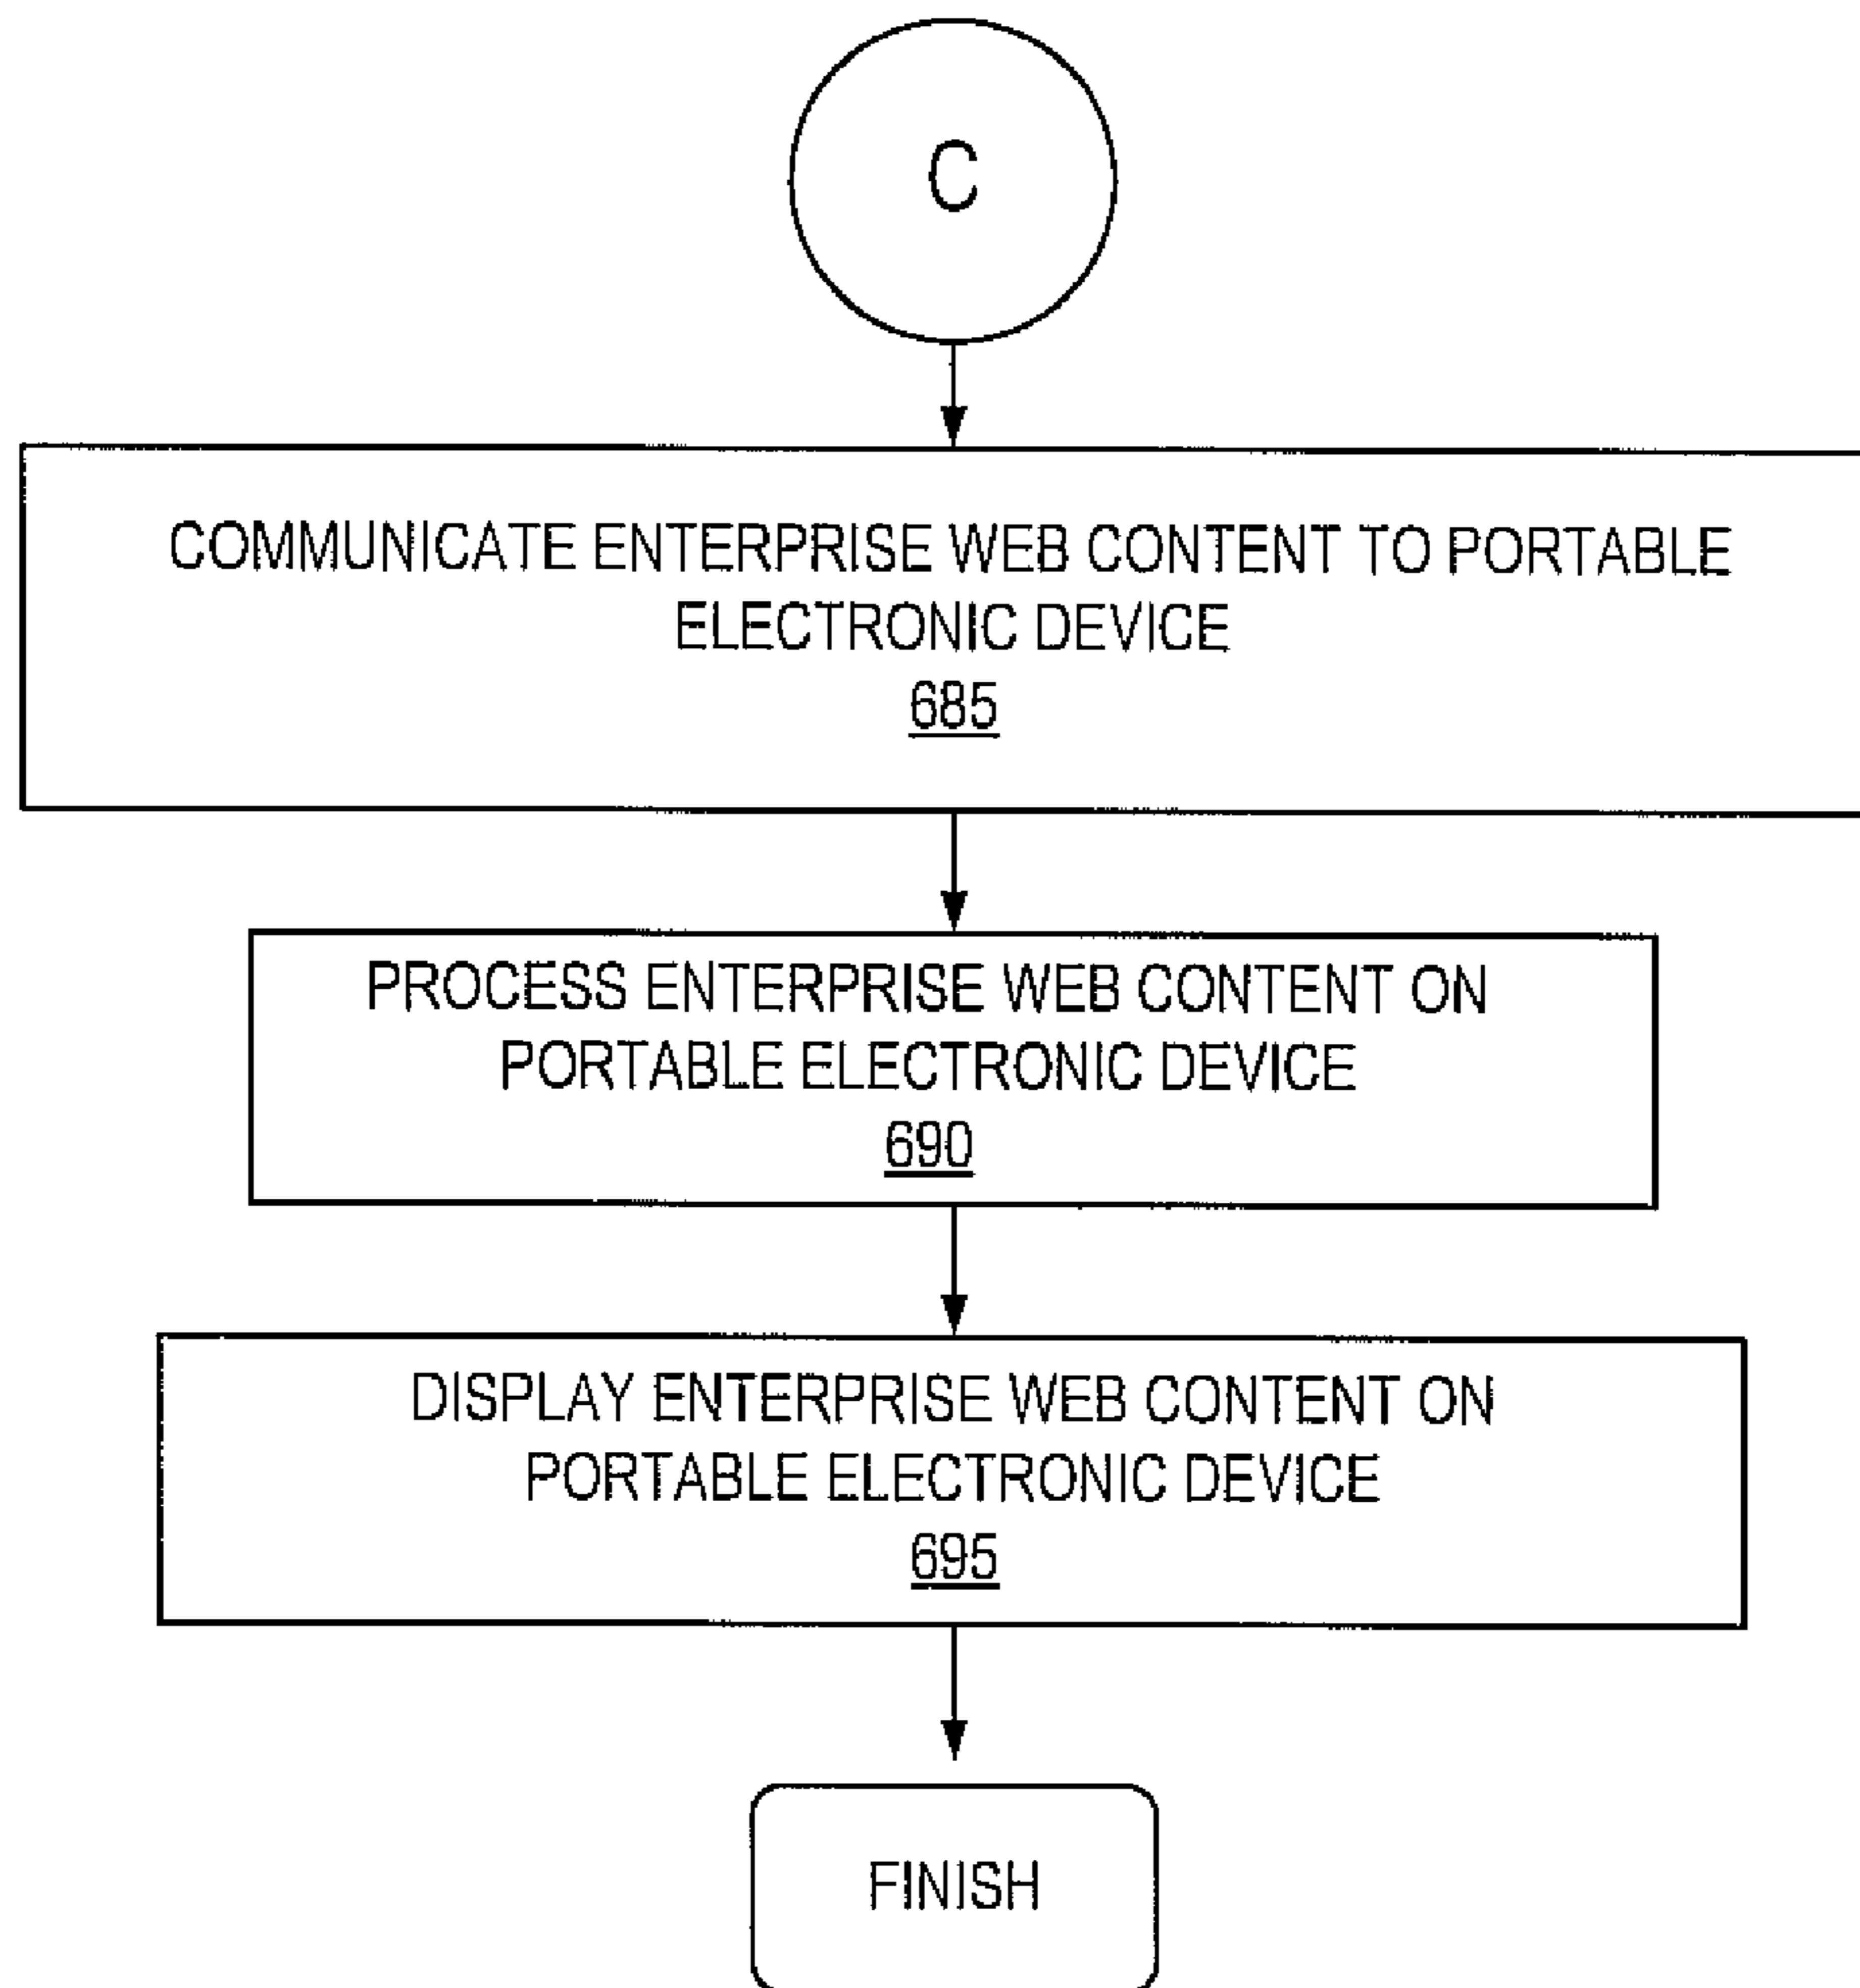 C
COMMUNICATE ENTERPRISE WEB CONTENT TO PORTABLE
ELECTRONIC DEVICE
685
PROCESS ENTERPRISE WEB CONTENT ON
PORTABLE ELECTRONIC DEVICE
690
DISPLAY ENTERPRISE WEB CONTENT ON
PORTABLE ELECTRONIC DEVICE
695
FINISH